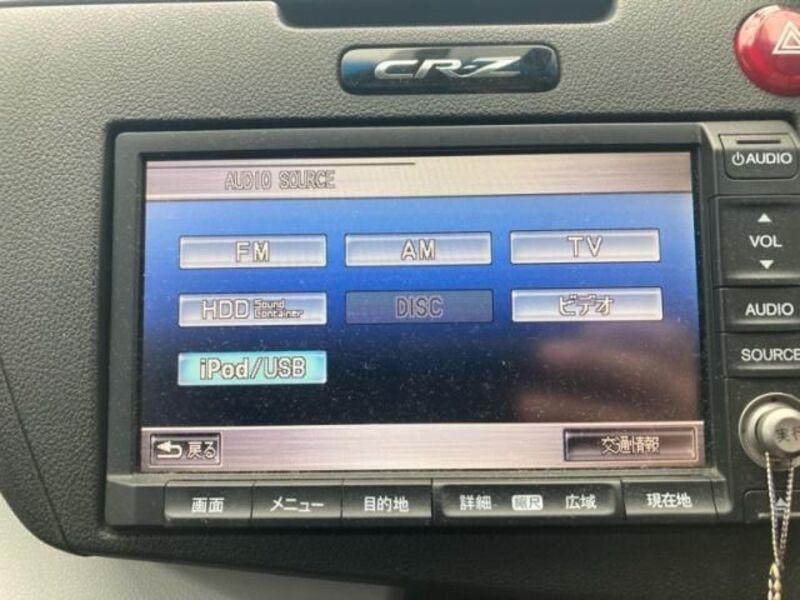 CR-Z
AUDIO SOURCE
FM AM TV
HDD Sound Container DISC ビデオ
iPod/USB
戻る 交通情報
画面 メニュー 目的地 詳細 縮尺 広域 現在地
AUDIO
VOL
AUDIO
SOURCE
実行